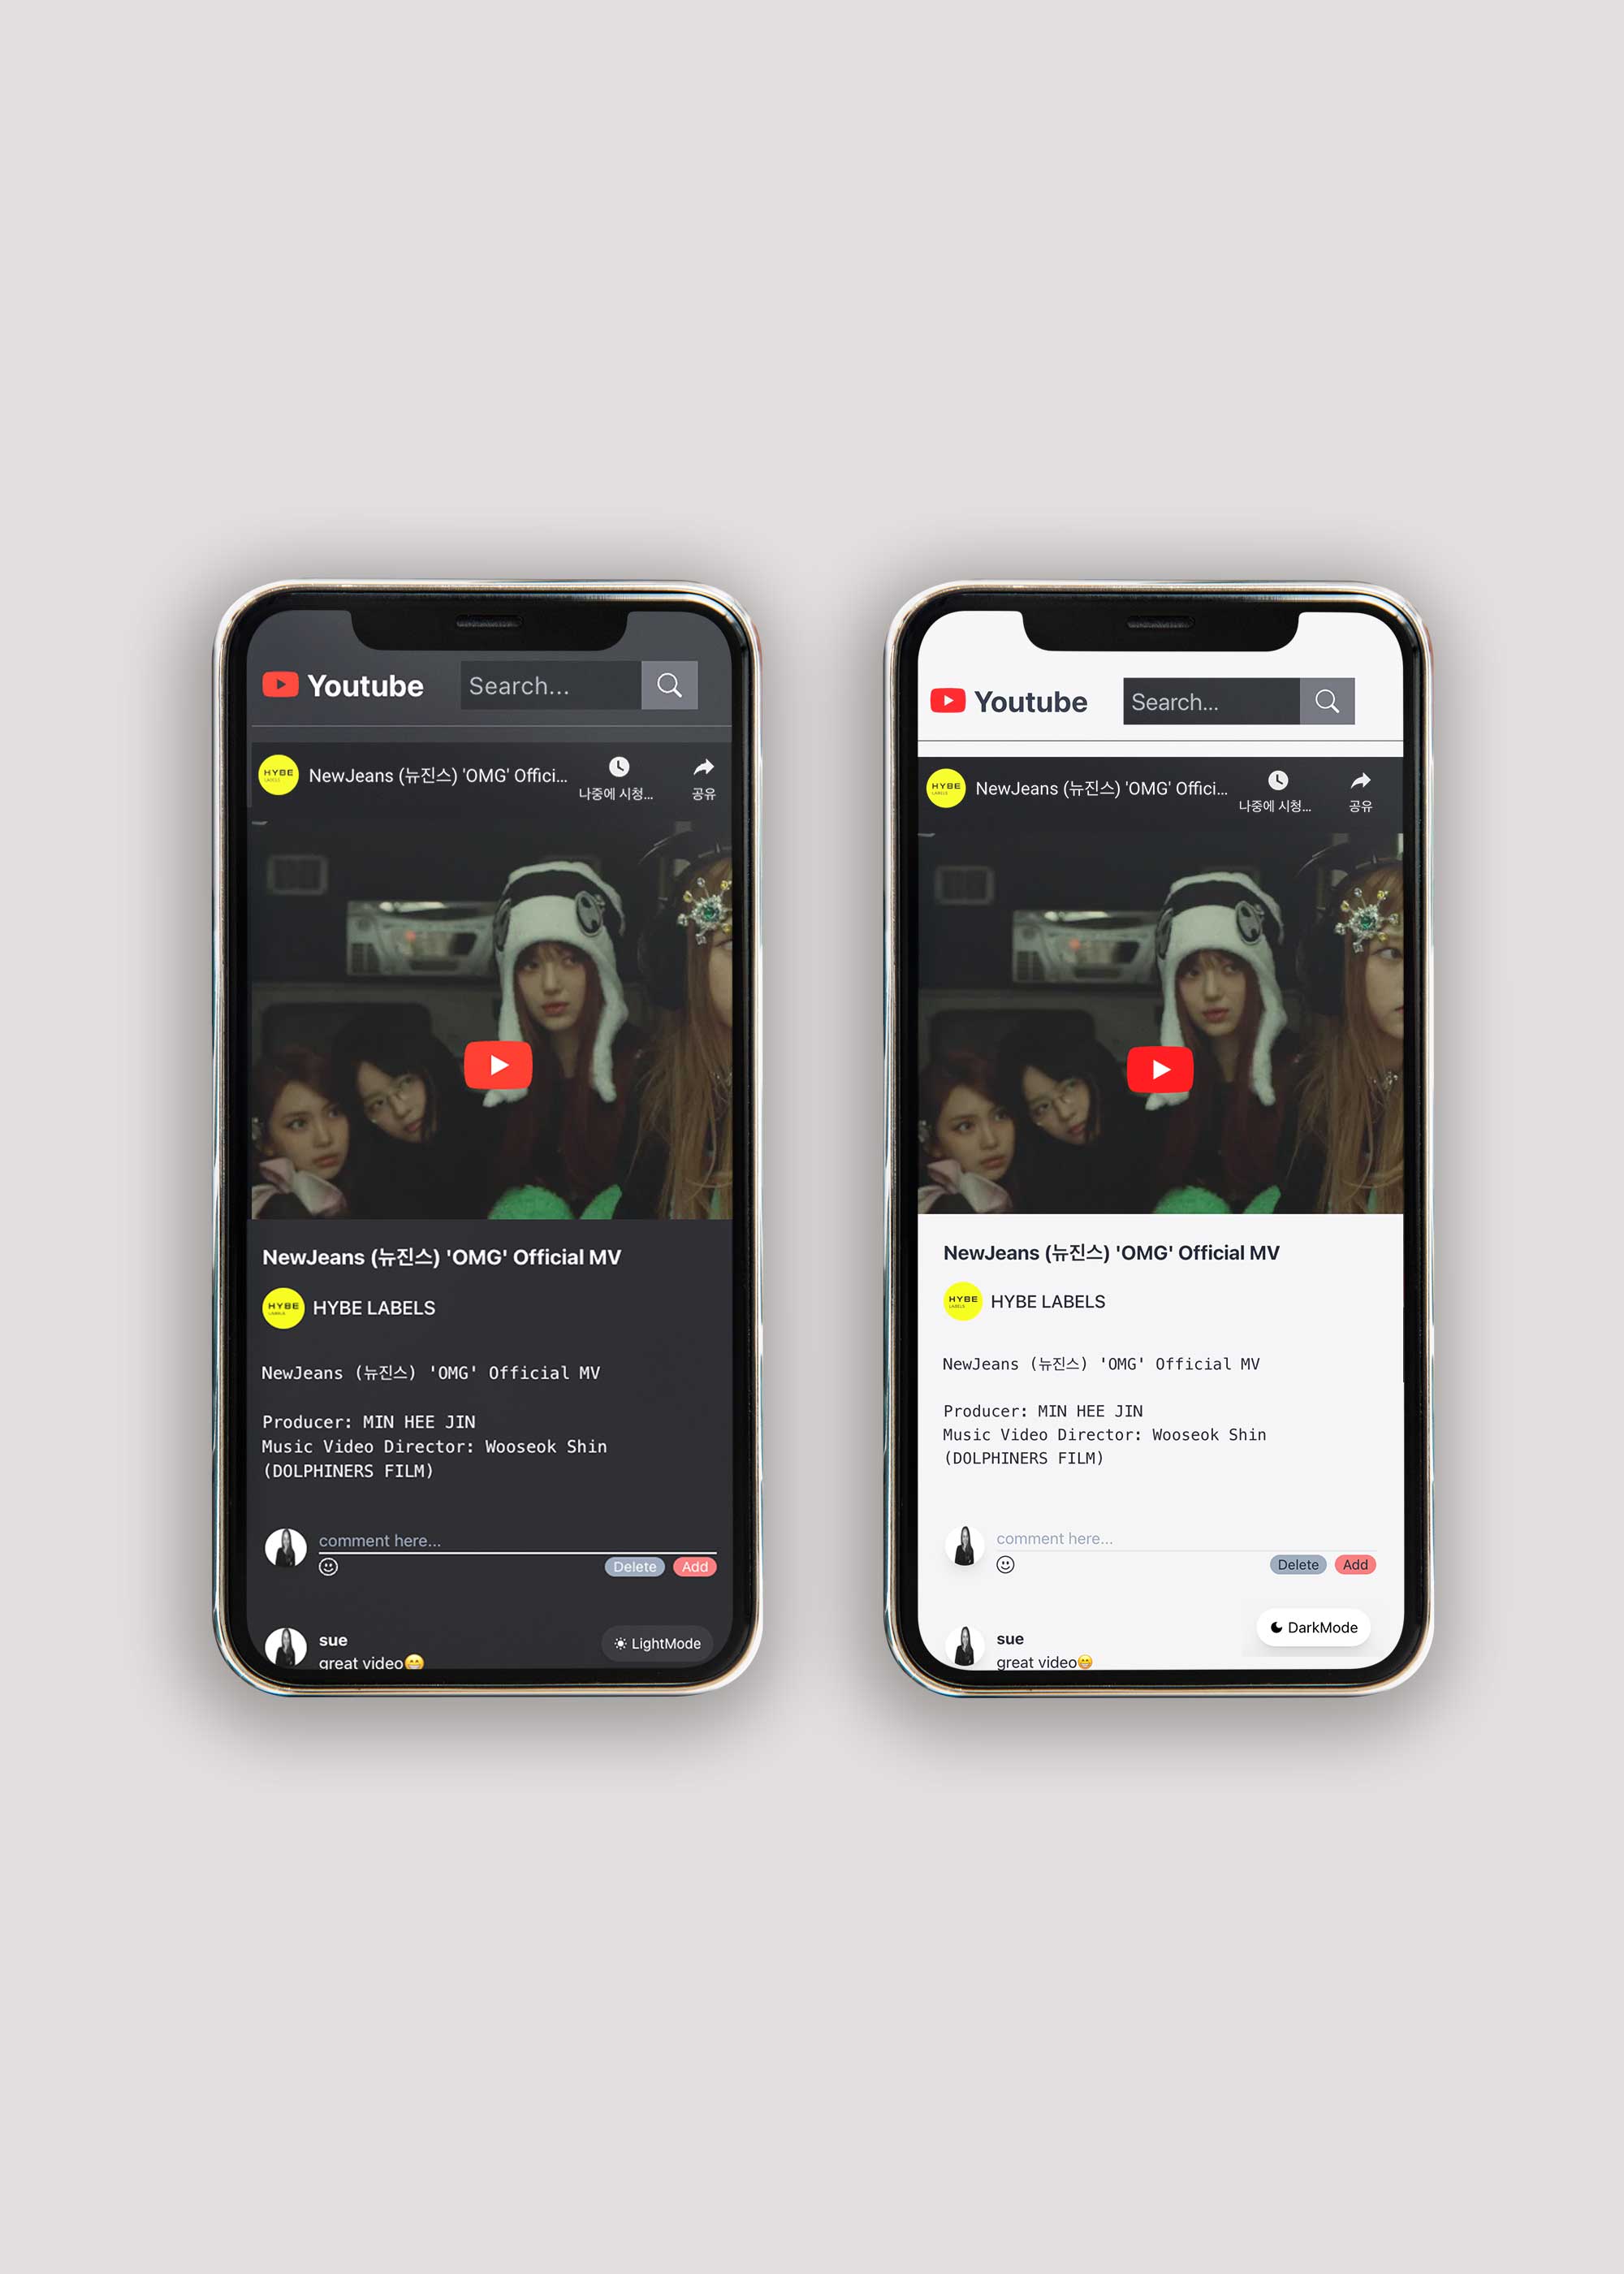 Youtube
Search...
HYBE
LABELS
NewJeans (뉴진스) 'OMG' Offici...
나중에 시청...
공유
NewJeans (뉴진스) 'OMG' Official MV
HYBE
LABELS
HYBE LABELS
NewJeans (뉴진스) 'OMG' Official MV
Producer: MIN HEE JIN
Music Video Director: Wooseok Shin
(DOLPHINERS FILM)
comment here...
Delete
Add
sue
great video😁
LightMode
Youtube
Search...
HYBE
LABELS
NewJeans (뉴진스) 'OMG' Offici...
나중에 시청...
공유
NewJeans (뉴진스) 'OMG' Official MV
HYBE
LABELS
HYBE LABELS
NewJeans (뉴진스) 'OMG' Official MV
Producer: MIN HEE JIN
Music Video Director: Wooseok Shin
(DOLPHINERS FILM)
comment here...
Delete
Add
sue
great video😁
DarkMode